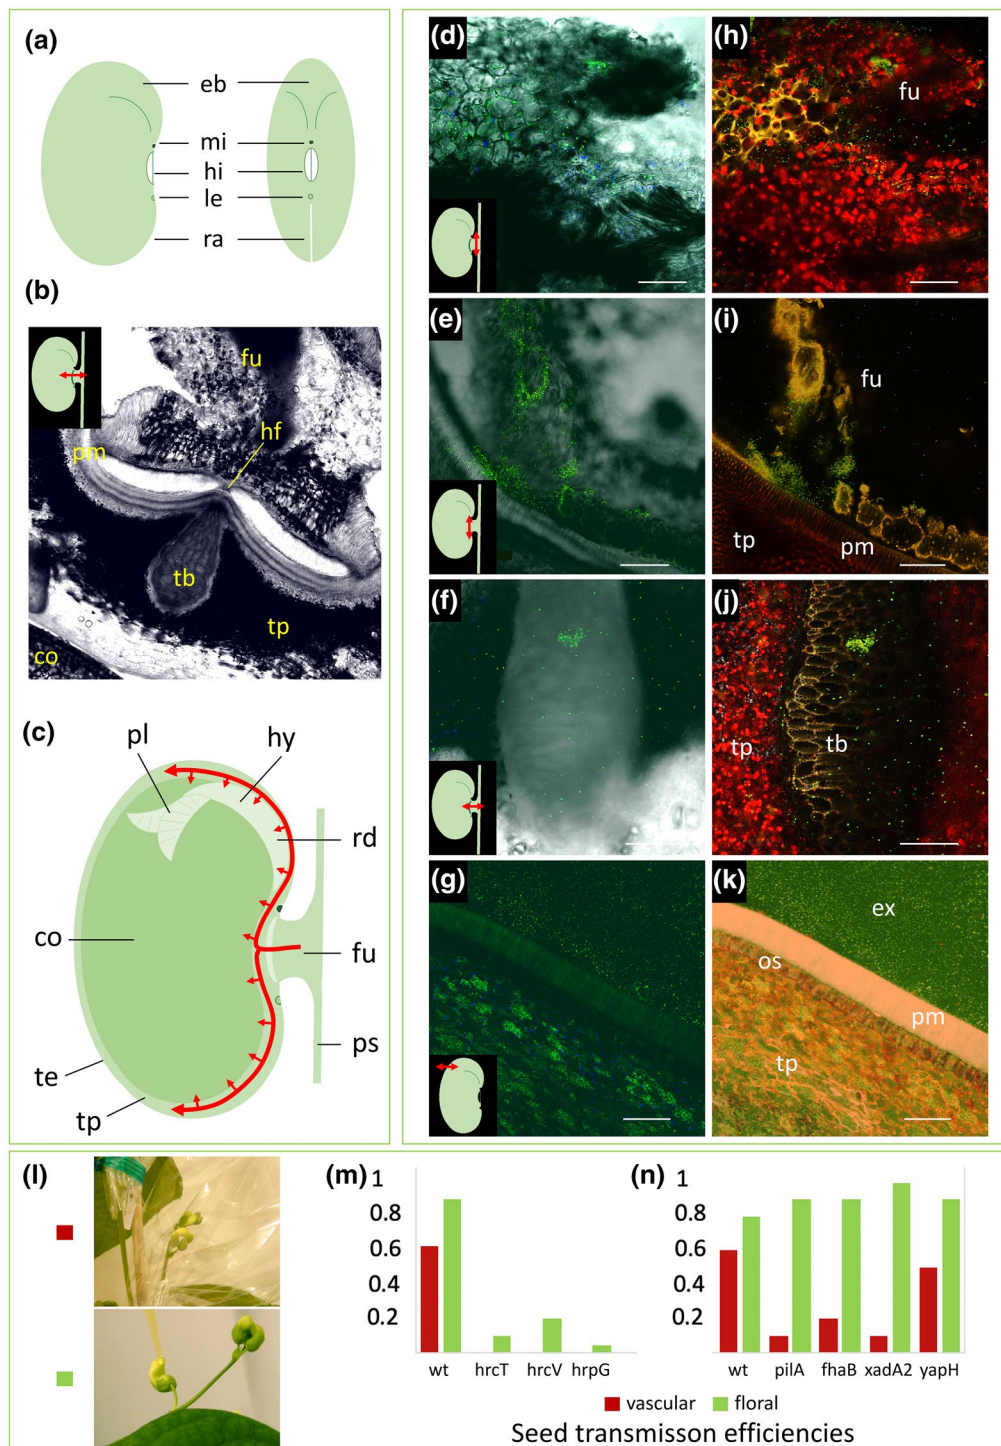 (a)
eb
mi
hi
le
ra
(b)
fu
hf
pm
tb
tp
co
(c)
pl
hy
rd
co
fu
te
ps
tp
(d)
(h)
fu
(e)
(i)
fu
tp
pm
(f)
(j)
tp
tb
(g)
(k)
ex
os
pm
tp
(l)
(m)
1
0.8
0.6
0.4
0.2
wt hrcT hrcV hrpG
(n)
1
0.8
0.6
0.4
0.2
wt pilA fhaB xadA2 yapH
vascular floral
Seed transmisson efficiencies